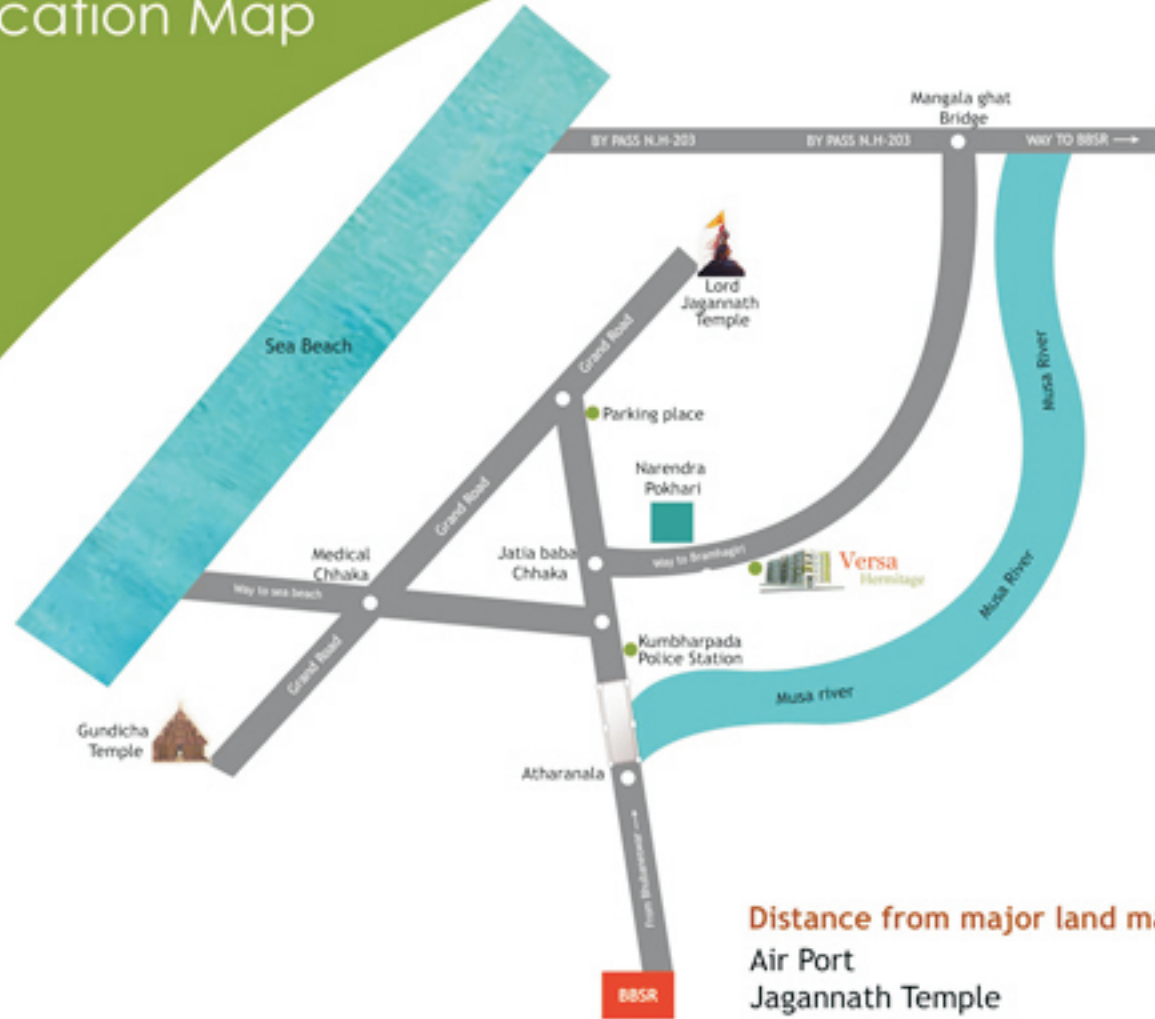 cation Map
Mangala ghat
Bridge
BY PASS N.H-203
BY PASS N.H-203
WAY TO BBSR
Lord
Jagannath
Temple
Grand Road
Sea Beach
Musa River
Parking place
Narendra
Pokhari
Grand Road
Medical
Chhaka
Jatia baba
Chhaka
Way to Bramhagiri
Versa
Hermitage
Way to sea beach
Musa River
Kumbharpada
Police Station
Grand Road
Musa river
Gundicha
Temple
Atharanala
From Bhubaneswar
BBSR
Distance from major land ma
Air Port
Jagannath Temple